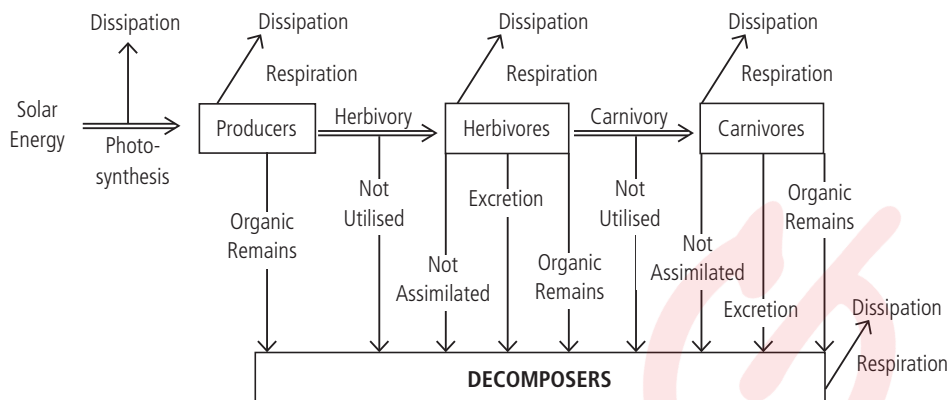 Dissipation
Dissipation
Dissipation
Dissipation
Respiration
Respiration
Respiration
Solar
Energy
Photo-
synthesis
Producers
Herbivory
Herbivores
Carnivory
Carnivores
Organic
Remains
Not
Utilised
Not
Assimilated
Excretion
Organic
Remains
Not
Utilised
Not
Assimilated
Excretion
Organic
Remains
Dissipation
Respiration
DECOMPOSERS